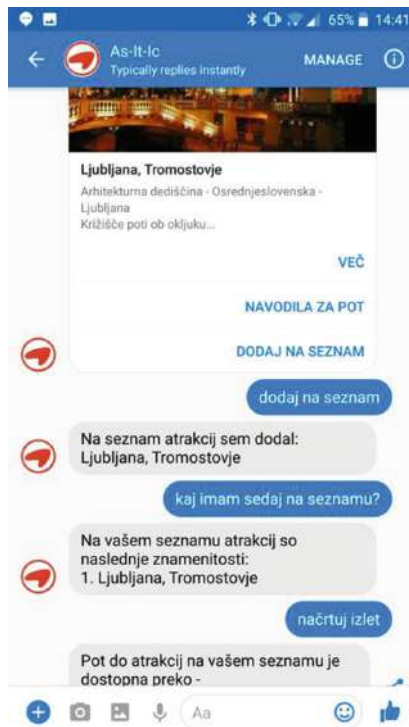 65% 14:41
As-It-Ic
Typically replies instantly
MANAGE
Ljubljana, Tromostovje
Arhitekturna dediščina - Osrednjeslovenska -
Ljubljana
Križišče poti ob okljuku...
VEČ
NAVODILA ZA POT
DODAJ NA SEZNAM
dodaj na seznam
Na seznam atrakcij sem dodal:
Ljubljana, Tromostovje
kaj imam sedaj na seznamu?
Na vašem seznamu atrakcij so
naslednje znamenitosti:
1. Ljubljana, Tromostovje
načrtuj izlet
Pot do atrakcij na vašem seznamu je
dostopna preko -
Aa